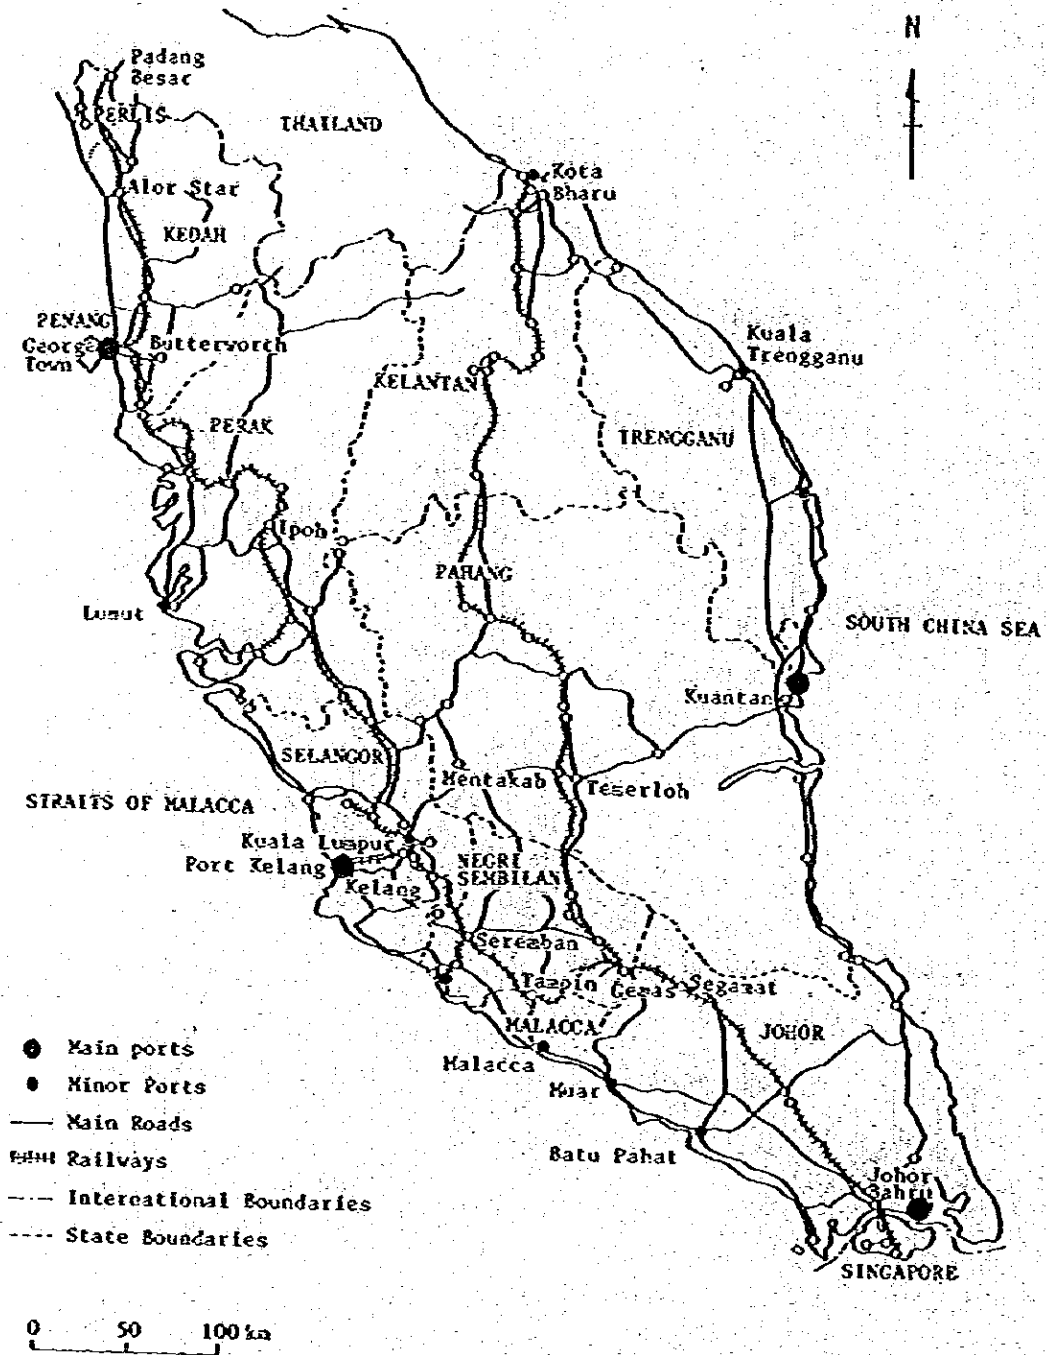 N
Padang
Besar
PERLIS
THAILAND
Kota
Bharu
Alor Star
KEDAH
PENANG
George
Town
Butterworth
Kuala
Trengganu
KELANTAN
PERAK
TRENGGANU
Ipoh
PAHANG
Lumut
SOUTH CHINA SEA
Kuantan
SELANGOR
Mentakab
Temerloh
STRAITS OF MALACCA
Kuala Lumpur
Port Kelang
Kelang
NEGRI
SEMBILAN
Seremban
Tampin
Gemas
Segamat
MALACCA
JOHOR
Malacca
Muar
Batu Pahat
Johor
Bahru
SINGAPORE
Main ports
Minor Ports
Main Roads
Railways
International Boundaries
State Boundaries
0 50 100 km